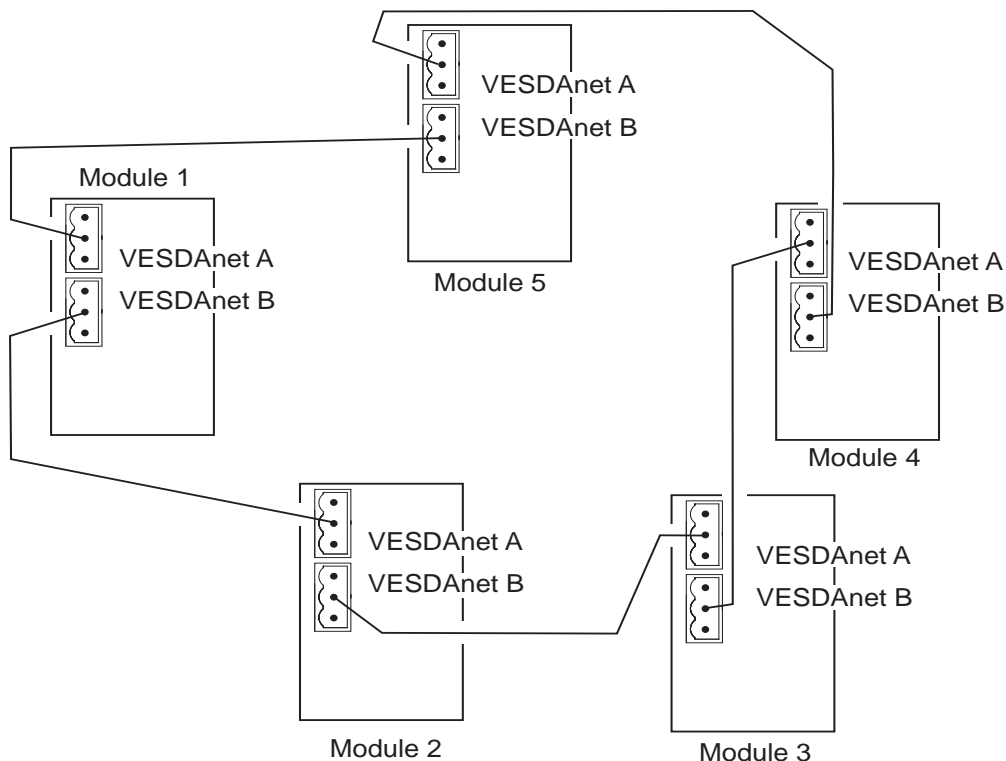 VESDAnet A
VESDAnet B
Module 5
Module 1
VESDAnet A
VESDAnet B
VESDAnet A
VESDAnet B
Module 4
VESDAnet A
VESDAnet B
Module 2
VESDAnet A
VESDAnet B
Module 3